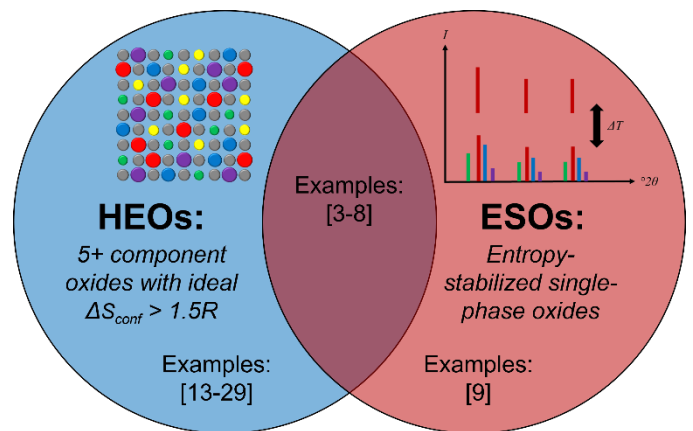 I
ΔT
°2θ
HEOs:
5+ component
oxides with ideal
ΔSconf > 1.5R
Examples:
[13-29]
Examples:
[3-8]
ESOs:
Entropy-
stabilized single-
phase oxides
Examples:
[9]